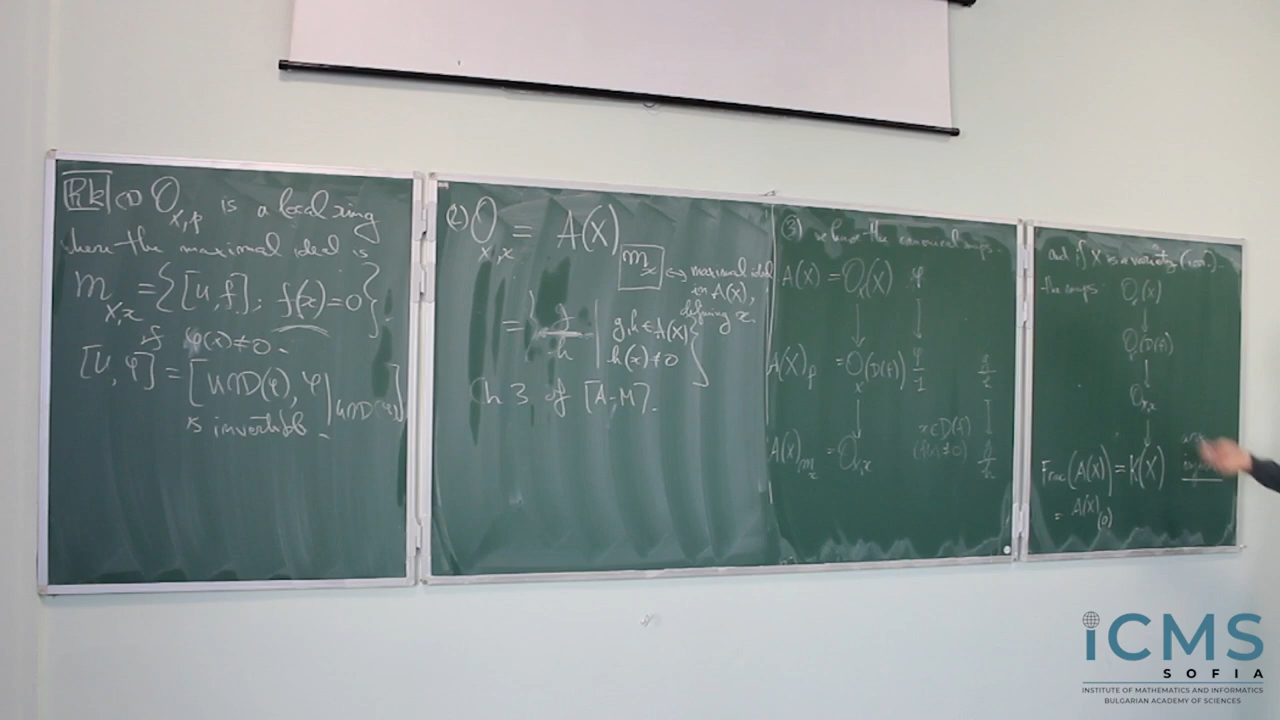 Rk (1) O_{X,p} is a local ring
where the maximal ideal is
m_{X,x} = { [U,f] ; f(x)=0 }.
if φ(x) ≠ 0.
[U, φ] = [U∩D(φ), φ|_{U∩D(φ)}]
is invertible.
(2) O_{X,x} = A(X)_{m_x} ↔ maximal ideal
in A(X),
defining x.
= { g/h | g,h ∈ A(X)
h(x) ≠ 0 }
Ch 3 of [A-M].
3) we have the canonical maps
A(X) = O_X(X) φ
↓ ↓
A(X)_f = O_X(D(f)) φ/1
↓
x ∈ D(f)
(f(x) ≠ 0)
A(X)_{m_x} = O_{X,x}
and if X is a variety
the maps
O_X(X)
↓
O_X(D(f))
↓
O_{X,x}
↓
Frac(A(X)) = K(X)
= A(X)_{(0)}
iCMS
SOFIA
INSTITUTE OF MATHEMATICS AND INFORMATICS
BULGARIAN ACADEMY OF SCIENCES